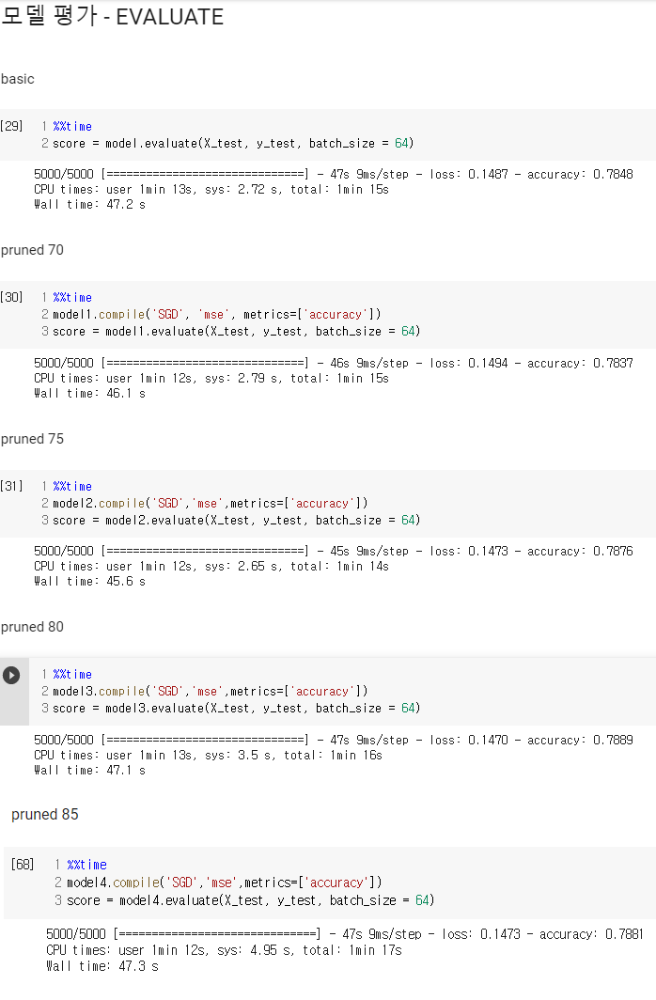 모델 평가 - EVALUATE
basic
[29] 1 %%time
2 score = model.evaluate(X_test, y_test, batch_size = 64)
5000/5000 [==============================] - 47s 9ms/step - loss: 0.1487 - accuracy: 0.7848
CPU times: user 1min 13s, sys: 2.72 s, total: 1min 15s
Wall time: 47.2 s
pruned 70
[30] 1 %%time
2 model1.compile('SGD', 'mse', metrics=['accuracy'])
3 score = model1.evaluate(X_test, y_test, batch_size = 64)
5000/5000 [==============================] - 46s 9ms/step - loss: 0.1494 - accuracy: 0.7837
CPU times: user 1min 12s, sys: 2.79 s, total: 1min 15s
Wall time: 46.1 s
pruned 75
[31] 1 %%time
2 model2.compile('SGD','mse',metrics=['accuracy'])
3 score = model2.evaluate(X_test, y_test, batch_size = 64)
5000/5000 [==============================] - 45s 9ms/step - loss: 0.1473 - accuracy: 0.7876
CPU times: user 1min 12s, sys: 2.65 s, total: 1min 14s
Wall time: 45.6 s
pruned 80
1 %%time
2 model3.compile('SGD','mse',metrics=['accuracy'])
3 score = model3.evaluate(X_test, y_test, batch_size = 64)
5000/5000 [==============================] - 47s 9ms/step - loss: 0.1470 - accuracy: 0.7889
CPU times: user 1min 13s, sys: 3.5 s, total: 1min 16s
Wall time: 47.1 s
pruned 85
[68] 1 %%time
2 model4.compile('SGD','mse',metrics=['accuracy'])
3 score = model4.evaluate(X_test, y_test, batch_size = 64)
5000/5000 [==============================] - 47s 9ms/step - loss: 0.1473 - accuracy: 0.7881
CPU times: user 1min 12s, sys: 4.95 s, total: 1min 17s
Wall time: 47.3 s